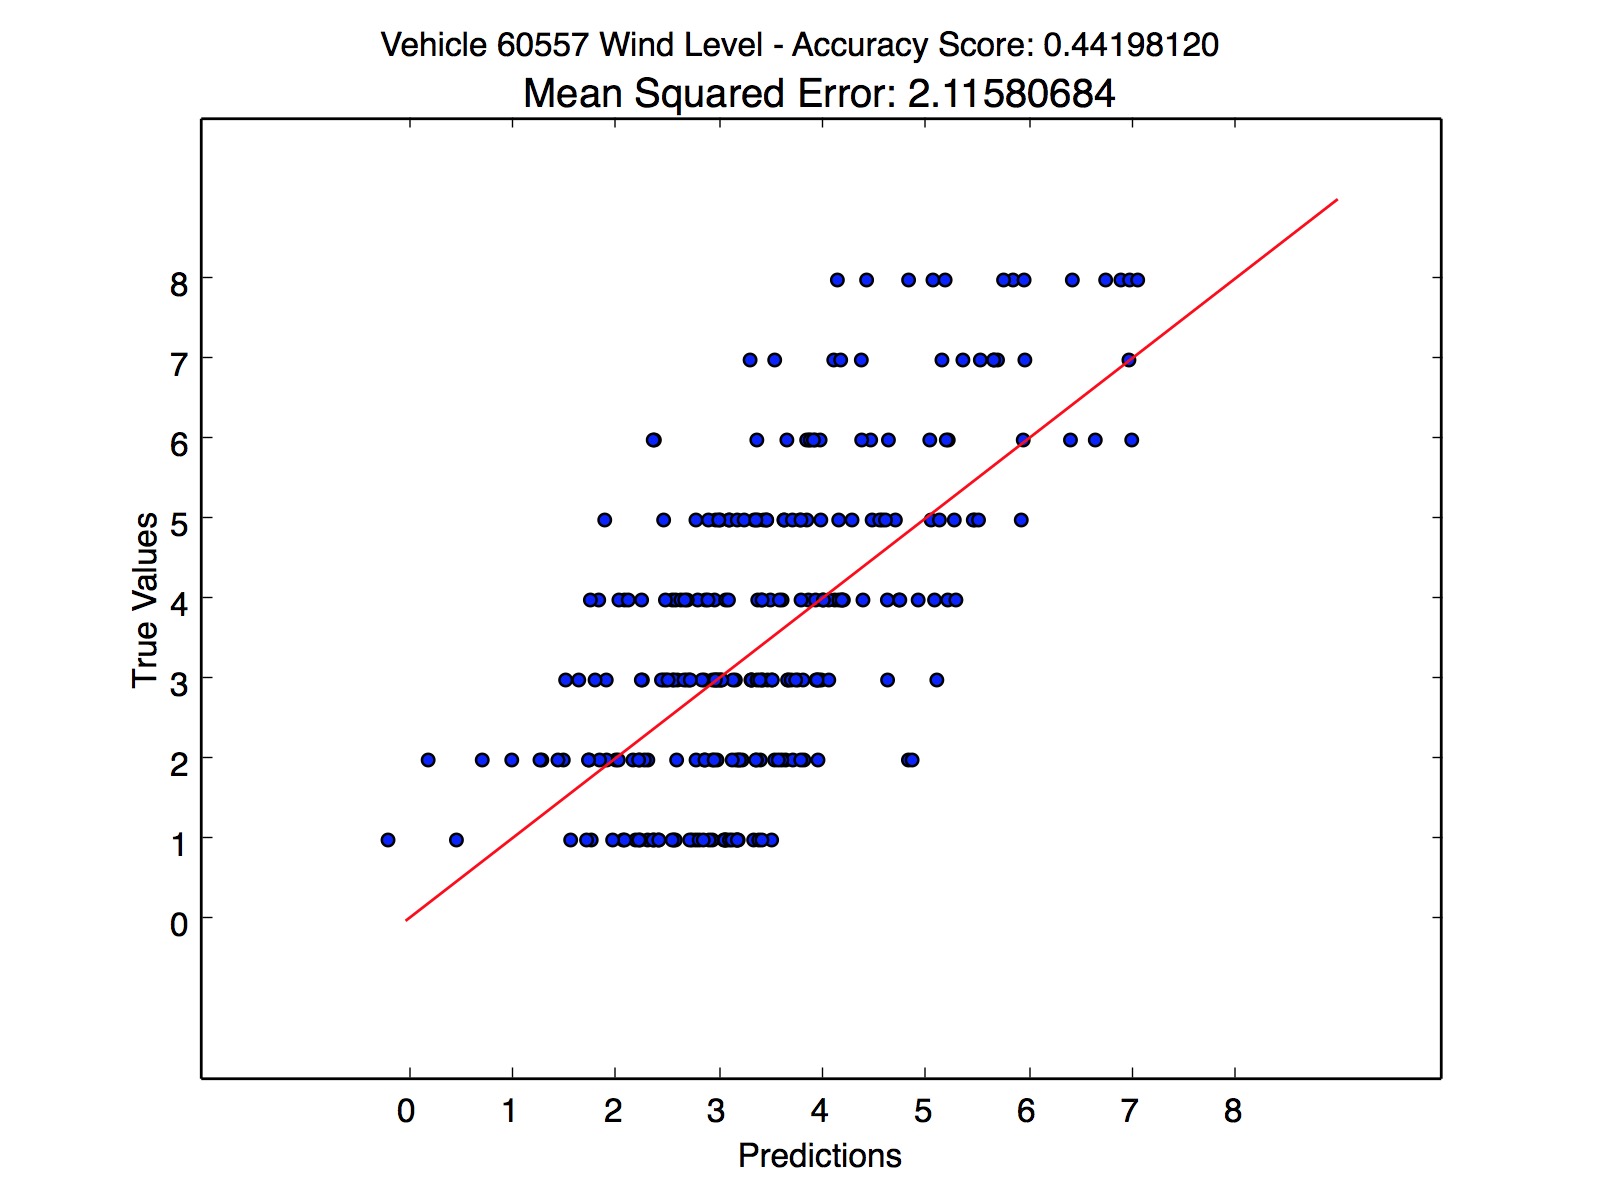 Vehicle 60557 Wind Level - Accuracy Score: 0.44198120
Mean Squared Error: 2.11580684
8
7
6
5
4
3
2
1
0
True Values
0 1 2 3 4 5 6 7 8
Predictions